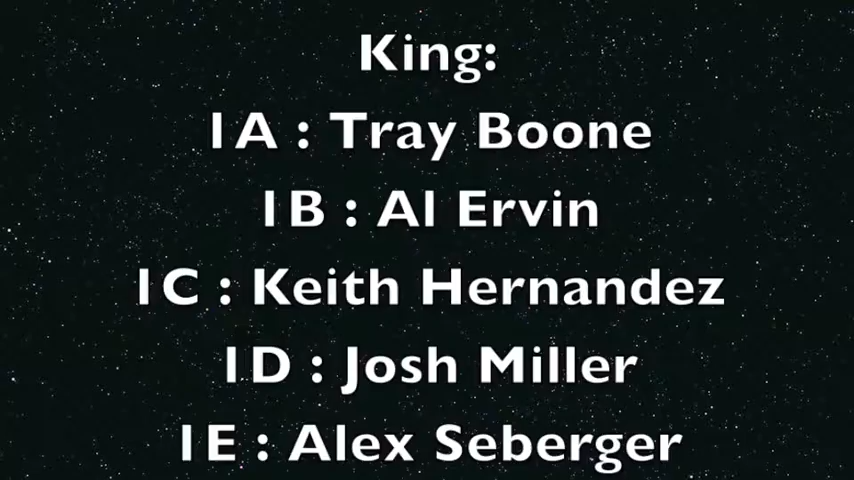 King:
1A : Tray Boone
1B : Al Ervin
1C : Keith Hernandez
1D : Josh Miller
1E : Alex Seberger